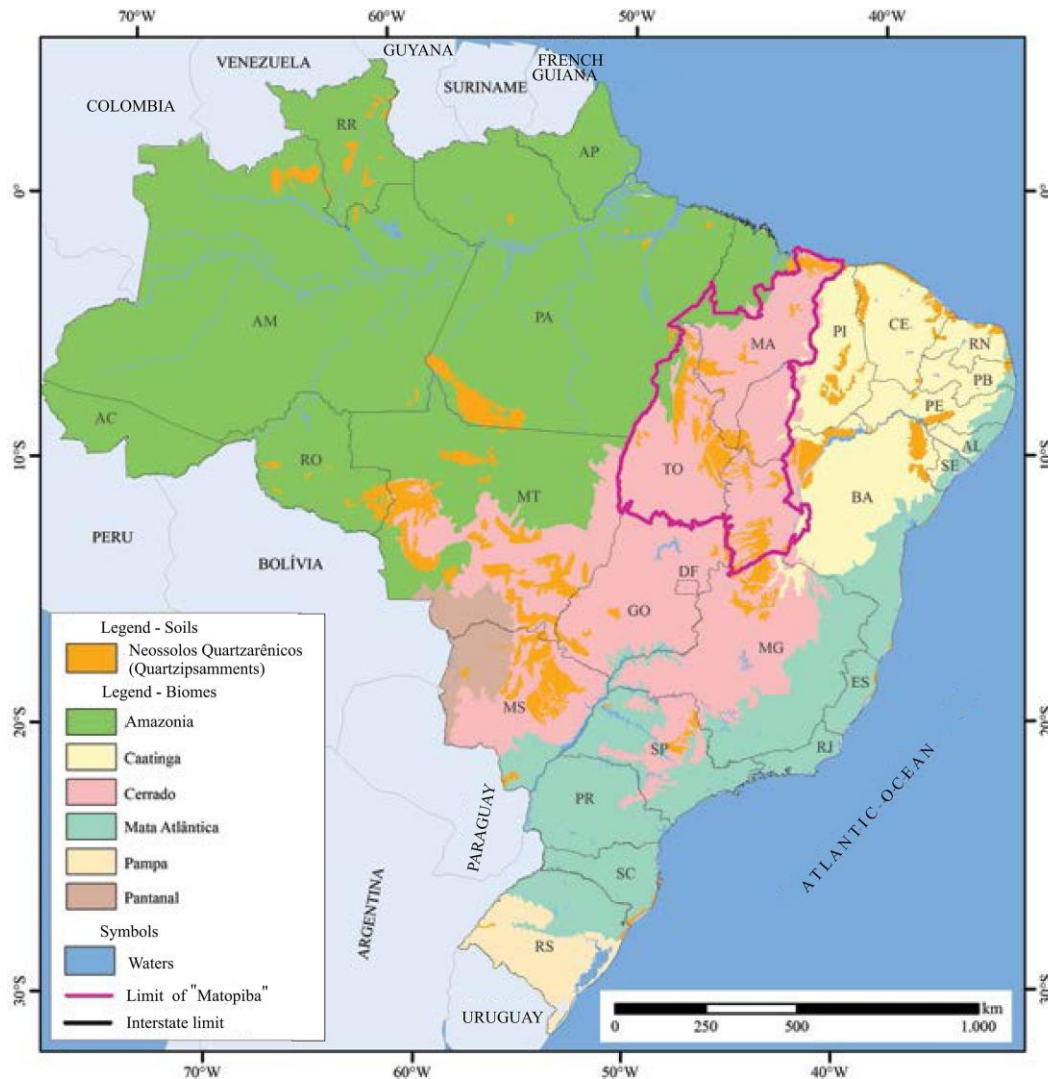 70°W
60°W
50°W
40°W
GUYANA
FRENCH
GUIANA
VENEZUELA
SURINAME
COLOMBIA
RR
AP
0°
0°
AM
PA
MA
PI
CE
RN
PB
PE
AC
AL
10°S
RO
TO
SE
10°S
MT
BA
PERU
BOLÍVIA
DF
GO
MG
MS
ES
20°S
SP
RJ
20°S
PR
PARAGUAY
ATLANTIC-OCEAN
SC
ARGENTINA
RS
30°S
URUGUAY
30°S
Legend - Soils
Neossolos Quartzarênicos
(Quartzipsamments)
Legend - Biomes
Amazonia
Caatinga
Cerrado
Mata Atlântica
Pampa
Pantanal
Symbols
Waters
Limit of "Matopiba"
Interstate limit
km
0 250 500 1.000
70°W
60°W
50°W
40°W